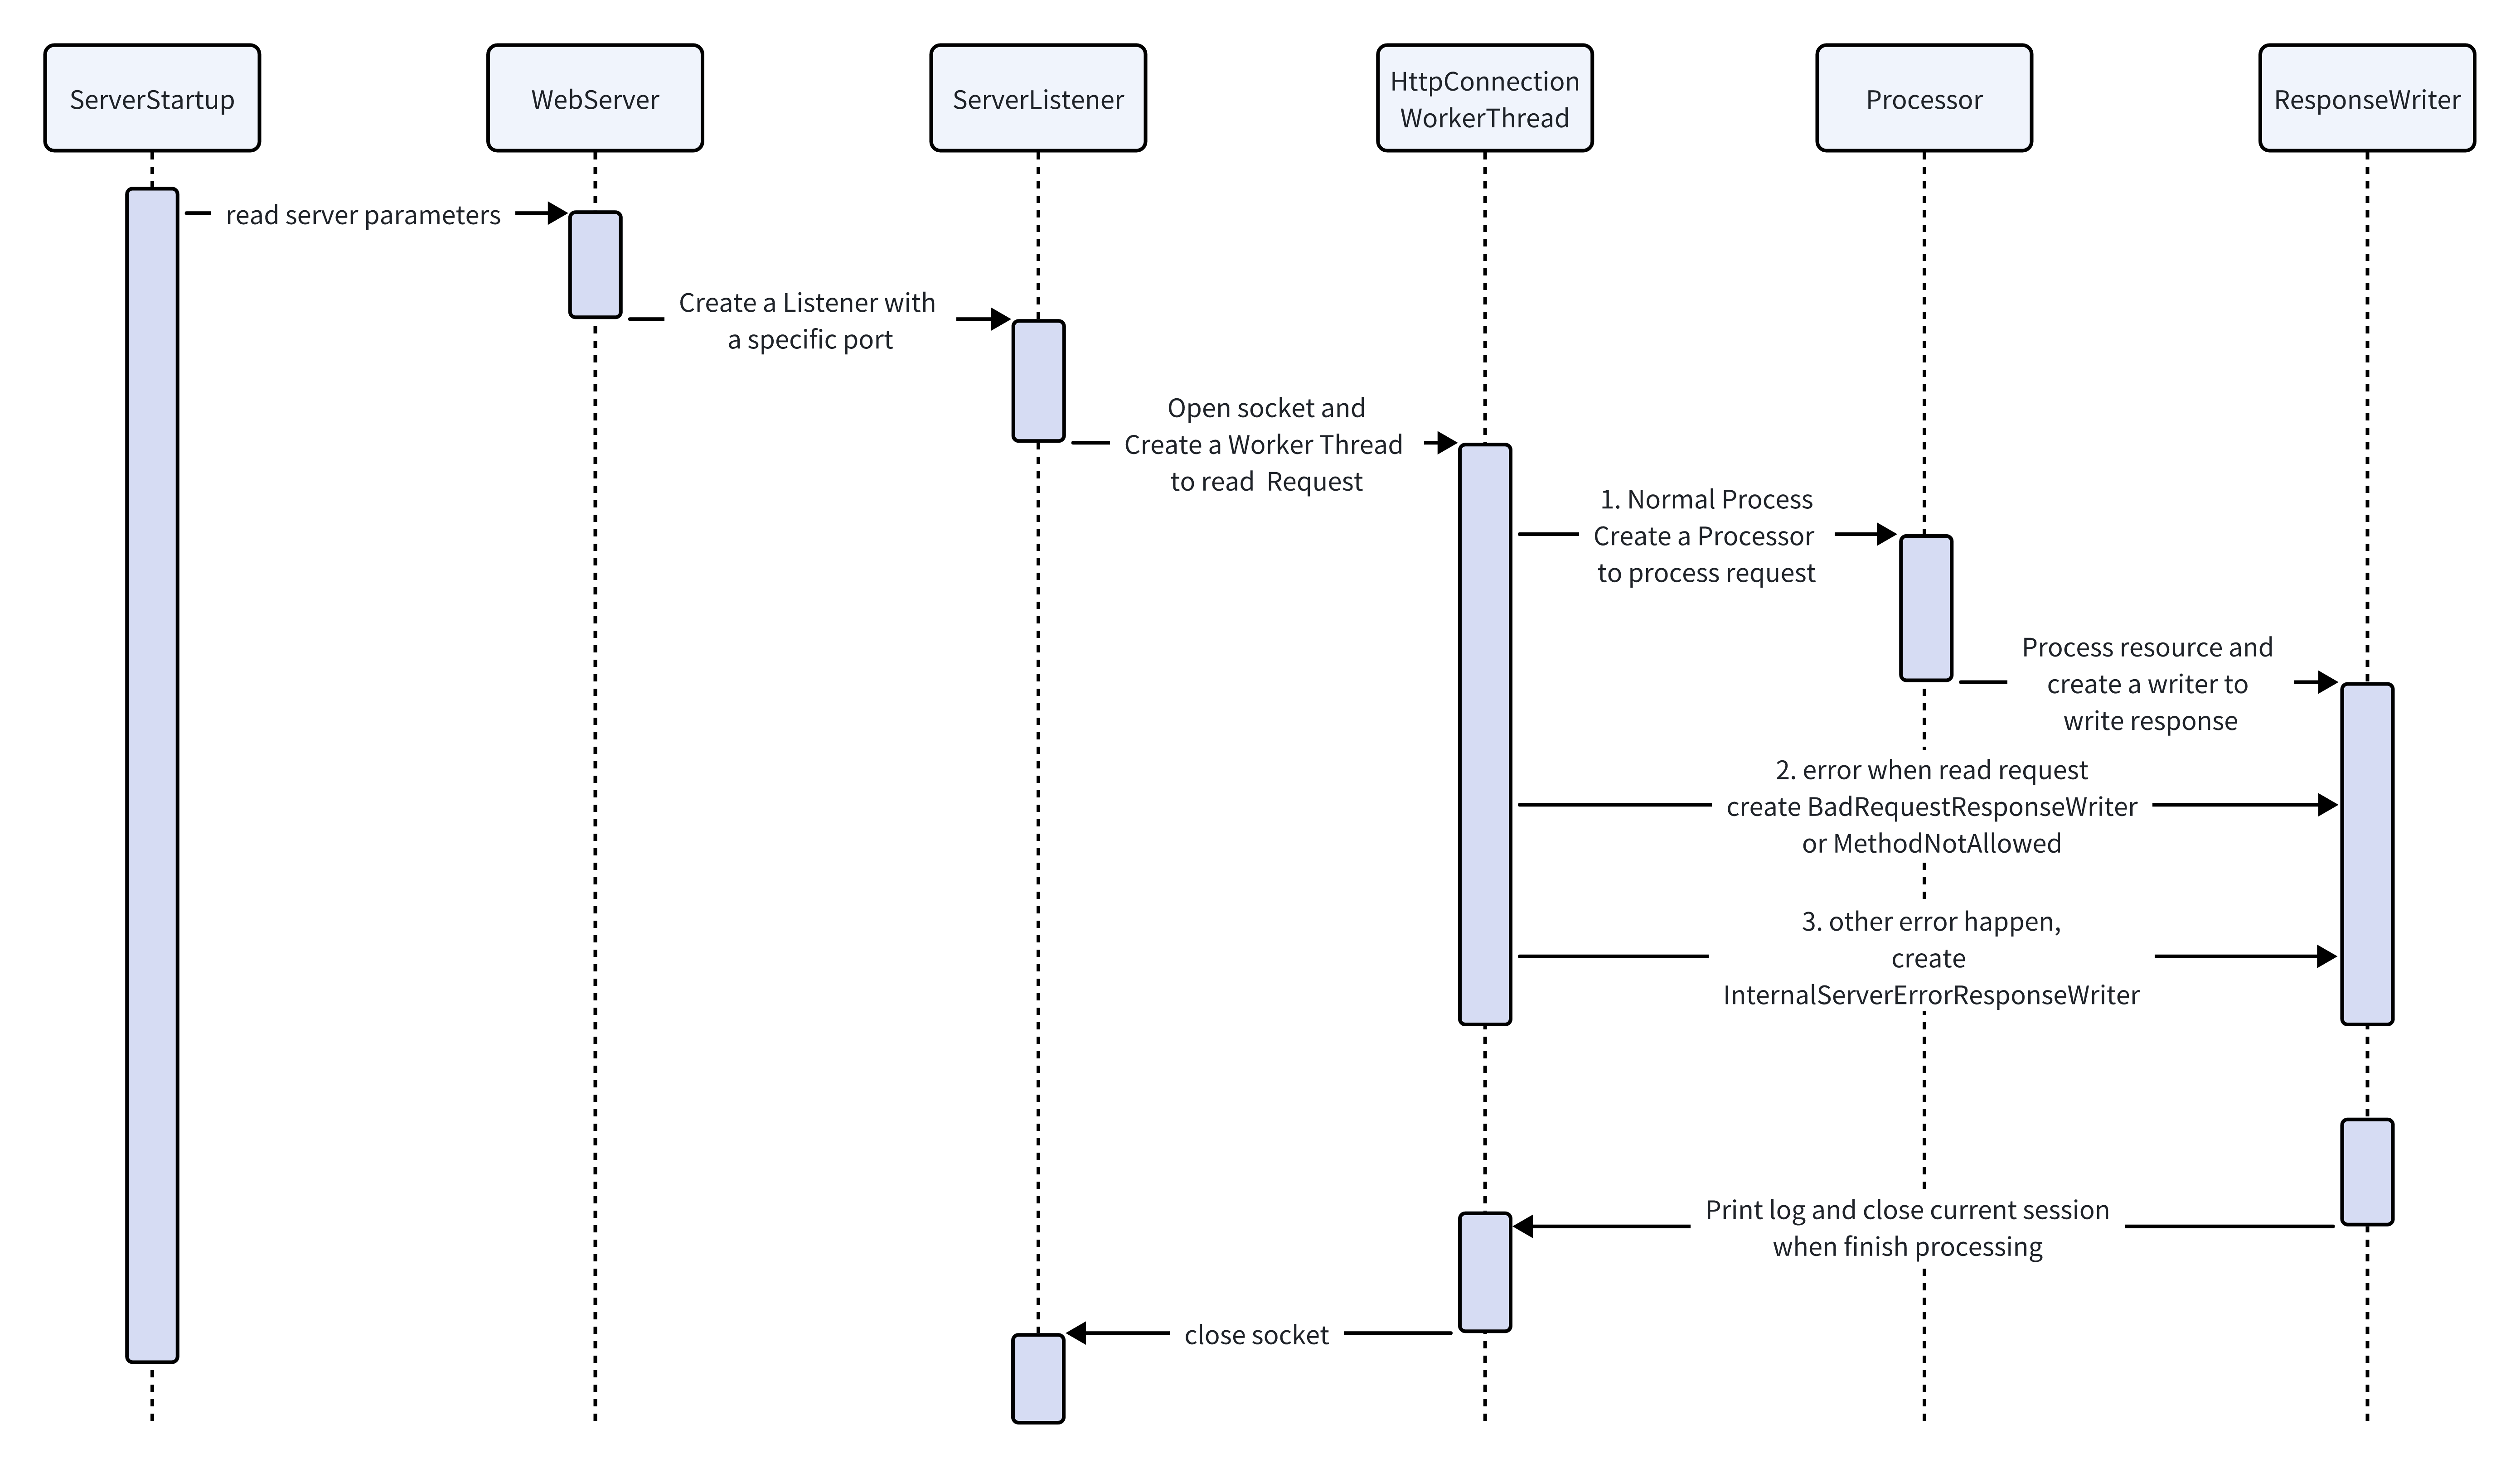 ServerStartup
WebServer
ServerListener
HttpConnection
WorkerThread
Processor
ResponseWriter
read server parameters
Create a Listener with
a specific port
Open socket and
Create a Worker Thread
to read  Request
1. Normal Process
Create a Processor
to process request
Process resource and
create a writer to
write response
2. error when read request
create BadRequestResponseWriter
or MethodNotAllowed
3. other error happen,
create
InternalServerErrorResponseWriter
Print log and close current session
when finish processing
close socket